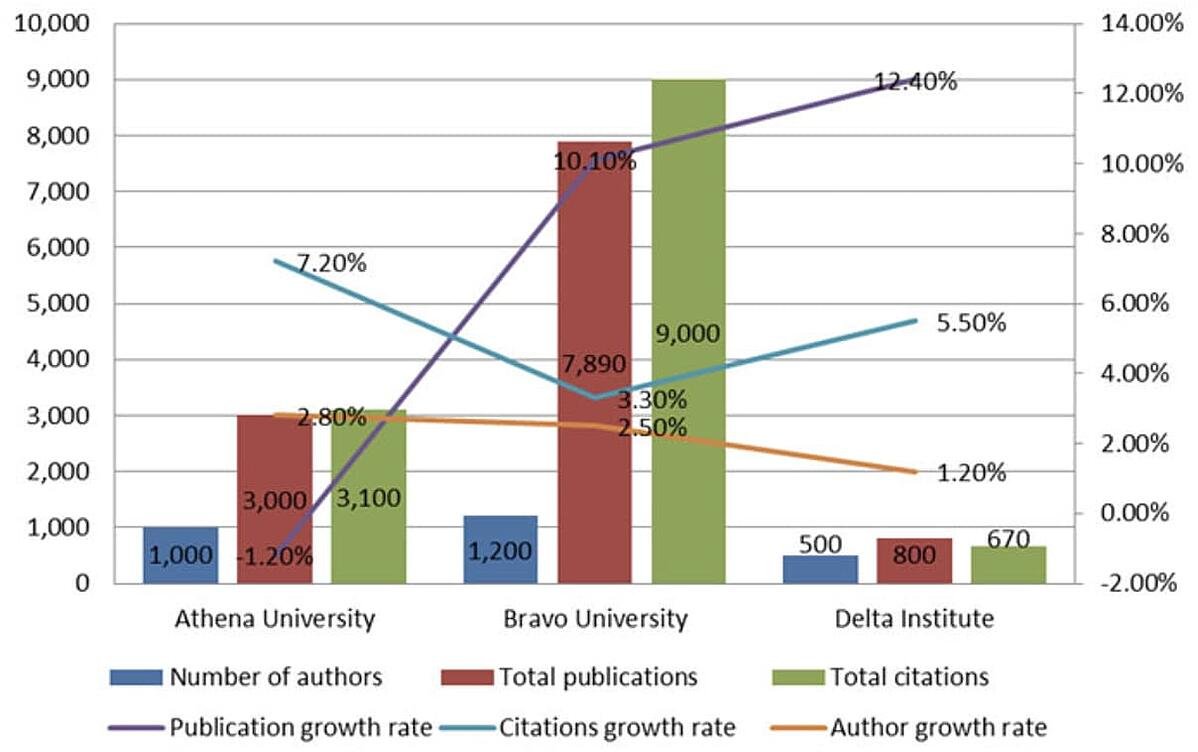 10,000 14.00%
9,000 12.40% 12.00%
8,000
10.10% 10.00%
7,000
6,000 8.00%
7.20%
5,000 6.00%
5.50%
9,000
4,000 7,890 4.00%
3.30%
3,000 2.80% 2.50% 2.00%
2,000 1.20%
3,000 3,100
1,000 0.00%
1,000 -1.20% 1,200 500 800 670
0 -2.00%
Athena University Bravo University Delta Institute
Number of authors Total publications Total citations
Publication growth rate Citations growth rate Author growth rate